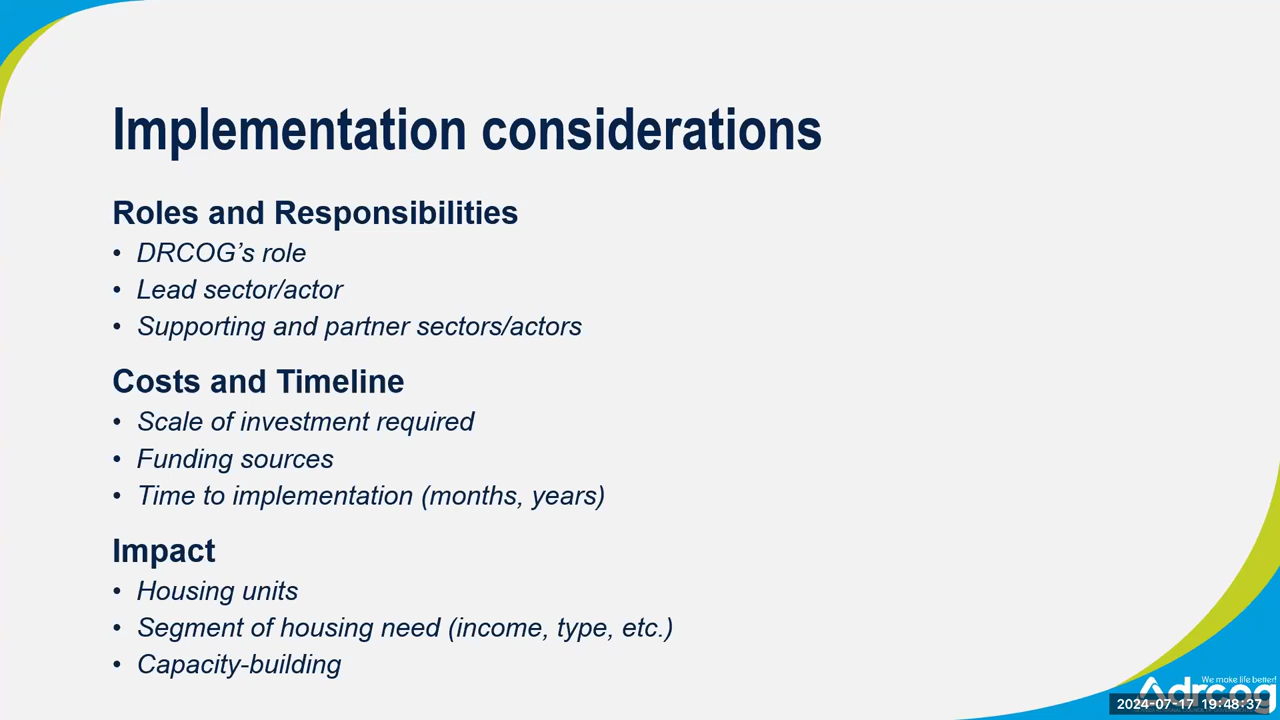 Implementation considerations
Roles and Responsibilities
• DRCOG’s role
• Lead sector/actor
• Supporting and partner sectors/actors
Costs and Timeline
• Scale of investment required
• Funding sources
• Time to implementation (months, years)
Impact
• Housing units
• Segment of housing need (income, type, etc.)
• Capacity-building
We make life better!
drcog
2024-07-17 19:48:37